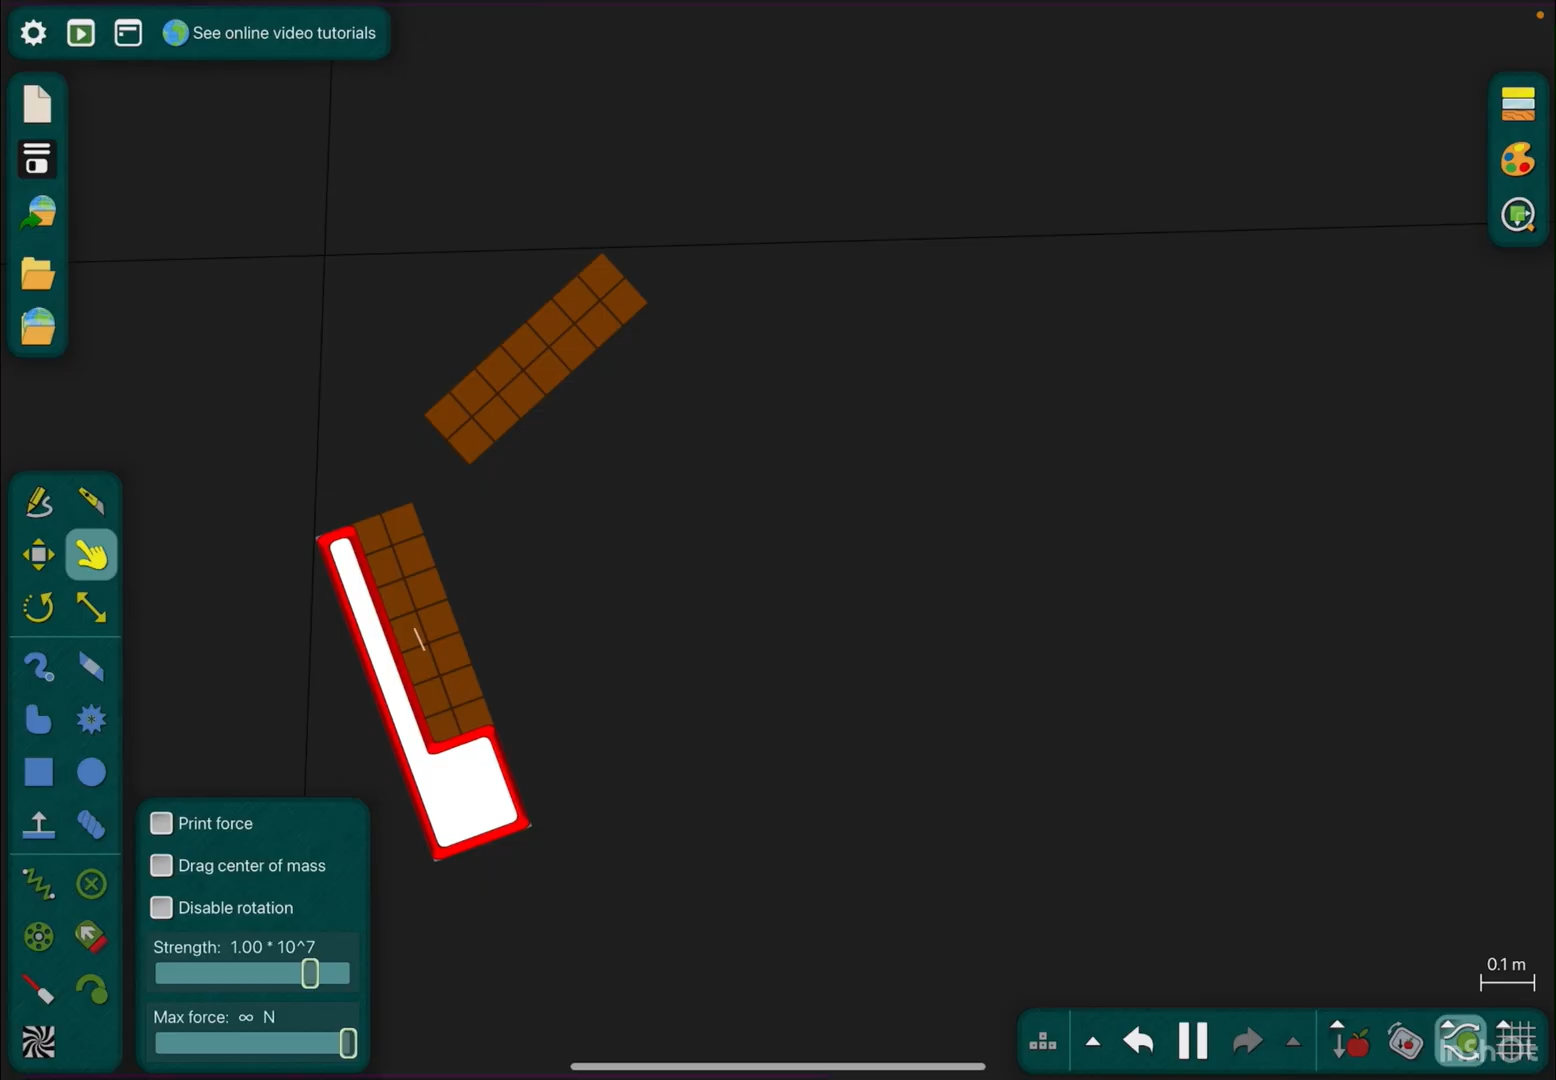 See online video tutorials
Print force
Drag center of mass
Disable rotation
Strength: 1.00 * 10^7
Max force: ∞ N
0.1 m
InShOt